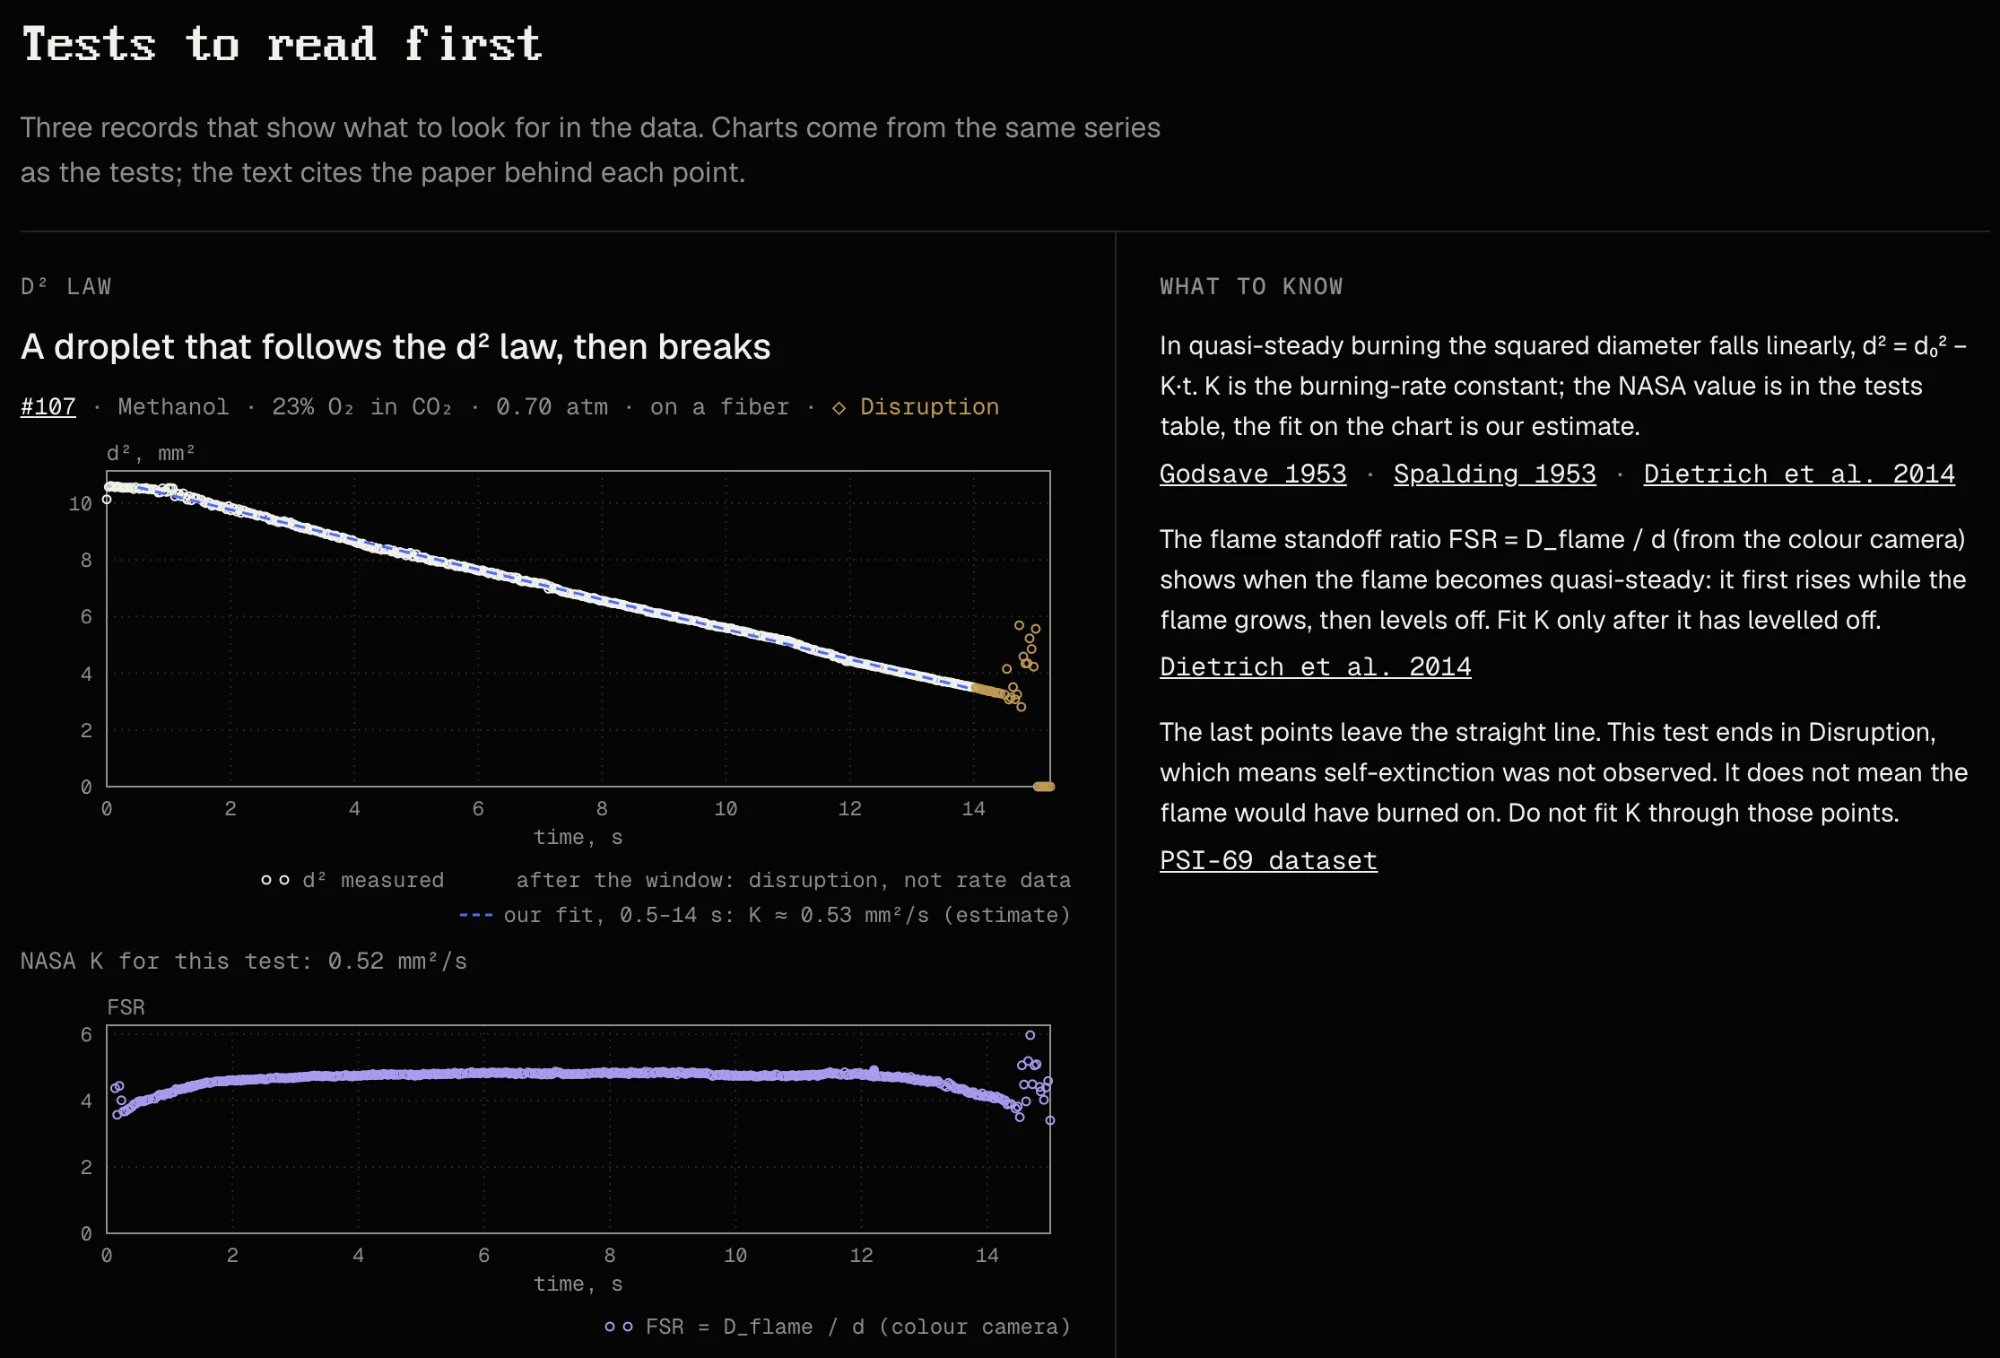 Tests to read first
Three records that show what to look for in the data. Charts come from the same series
as the tests; the text cites the paper behind each point.
D² LAW
A droplet that follows the d² law, then breaks
#107 · Methanol · 23% O₂ in CO₂ · 0.70 atm · on a fiber · ◇ Disruption
d², mm²
10
8
6
4
2
0
0 2 4 6 8 10 12 14
time, s
d² measured
after the window: disruption, not rate data
our fit, 0.5–14 s: K ≈ 0.53 mm²/s (estimate)
NASA K for this test: 0.52 mm²/s
FSR
6
4
2
0
0 2 4 6 8 10 12 14
time, s
FSR = D_flame / d (colour camera)
WHAT TO KNOW
In quasi-steady burning the squared diameter falls linearly, d² = d₀² –
K·t. K is the burning-rate constant; the NASA value is in the tests
table, the fit on the chart is our estimate.
Godsave 1953 · Spalding 1953 · Dietrich et al. 2014
The flame standoff ratio FSR = D_flame / d (from the colour camera)
shows when the flame becomes quasi-steady: it first rises while the
flame grows, then levels off. Fit K only after it has levelled off.
Dietrich et al. 2014
The last points leave the straight line. This test ends in Disruption,
which means self-extinction was not observed. It does not mean the
flame would have burned on. Do not fit K through those points.
PSI-69 dataset